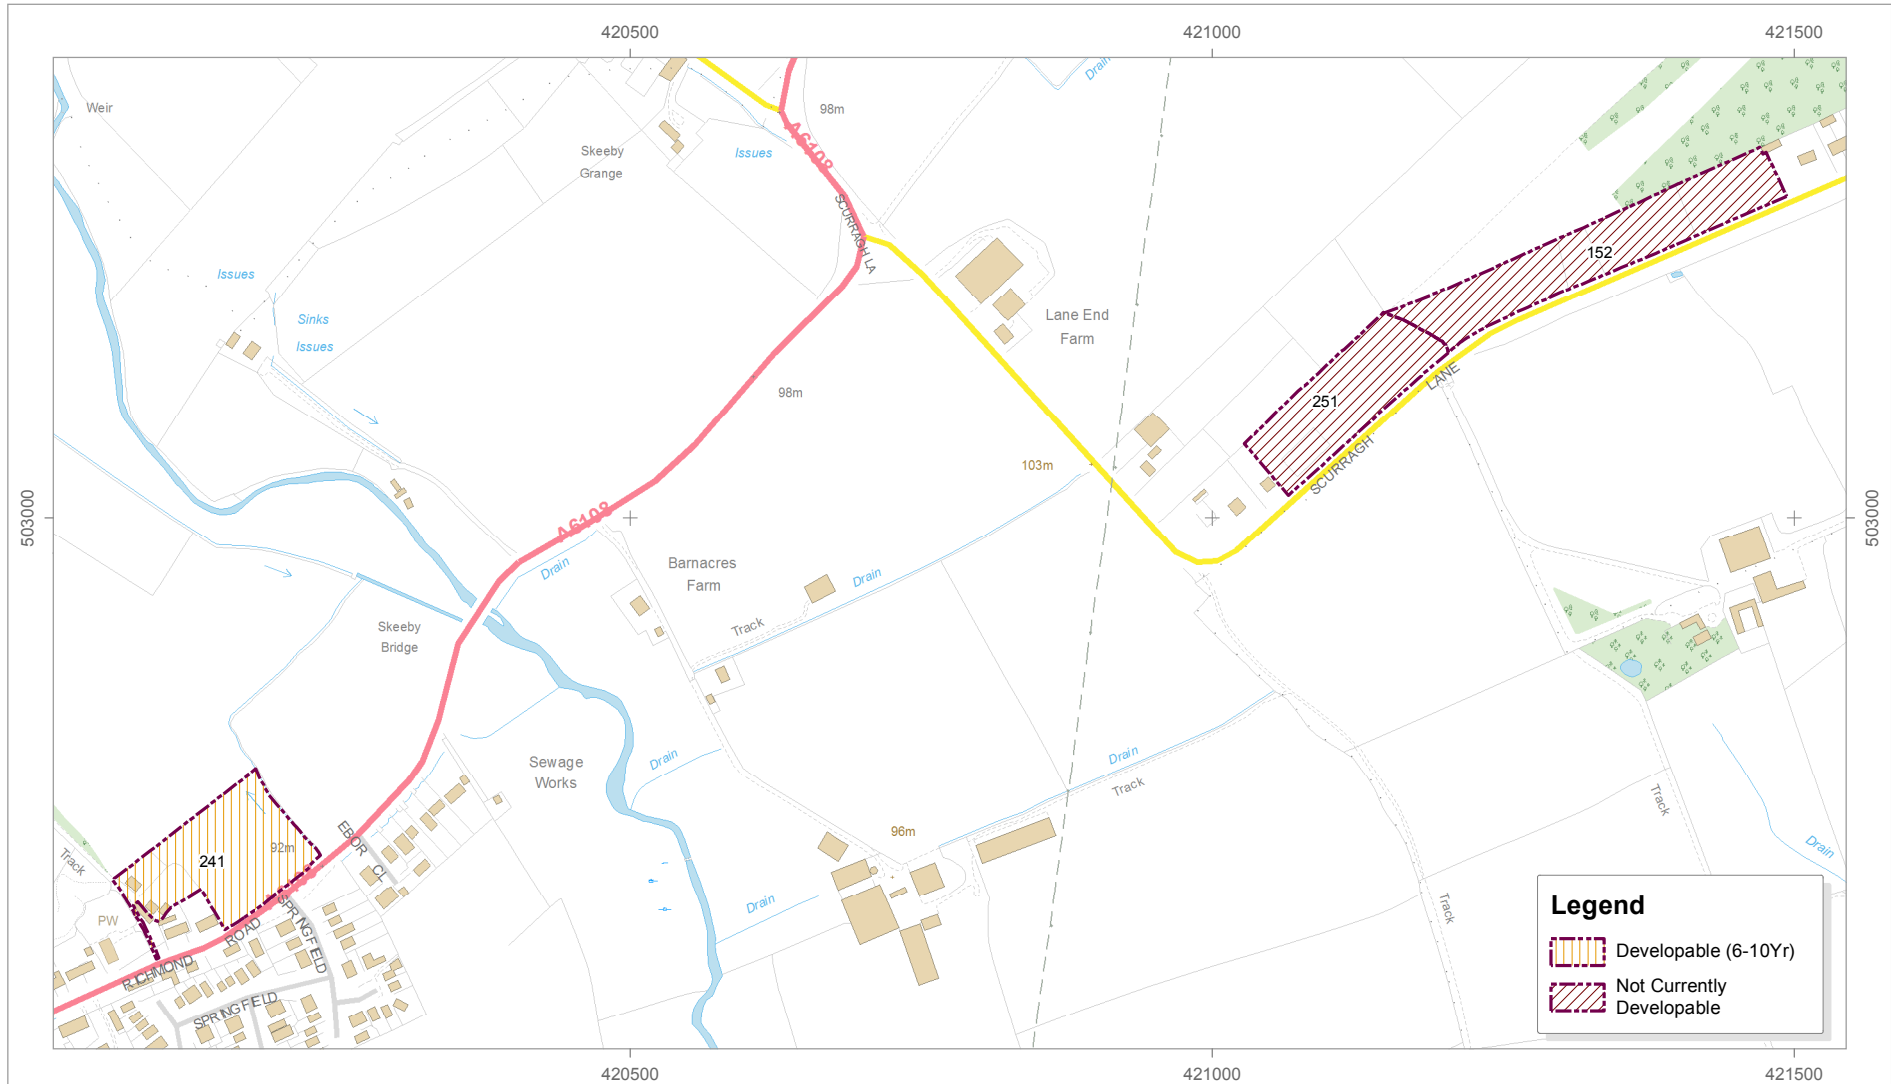 420500
421000
421500
Weir
Drain
98m
A6108
Issues
Skeeby
Grange
SCURRAGH LA
152
Issues
Sinks
Issues
Lane End
Farm
98m
LANE
251
SCURRAGH
103m
503000
503000
A6108
Drain
Barnacres
Farm
Drain
Track
Skeeby
Bridge
Sewage
Works
Drain
Drain
Track
Track
EBOR CL
96m
Drain
241
92m
Track
PW
SPRINGFIELD
ROAD
RICHMOND
SPRINGFIELD
Drain
Track
Legend
Developable (6-10Yr)
Not Currently
Developable
420500
421000
421500